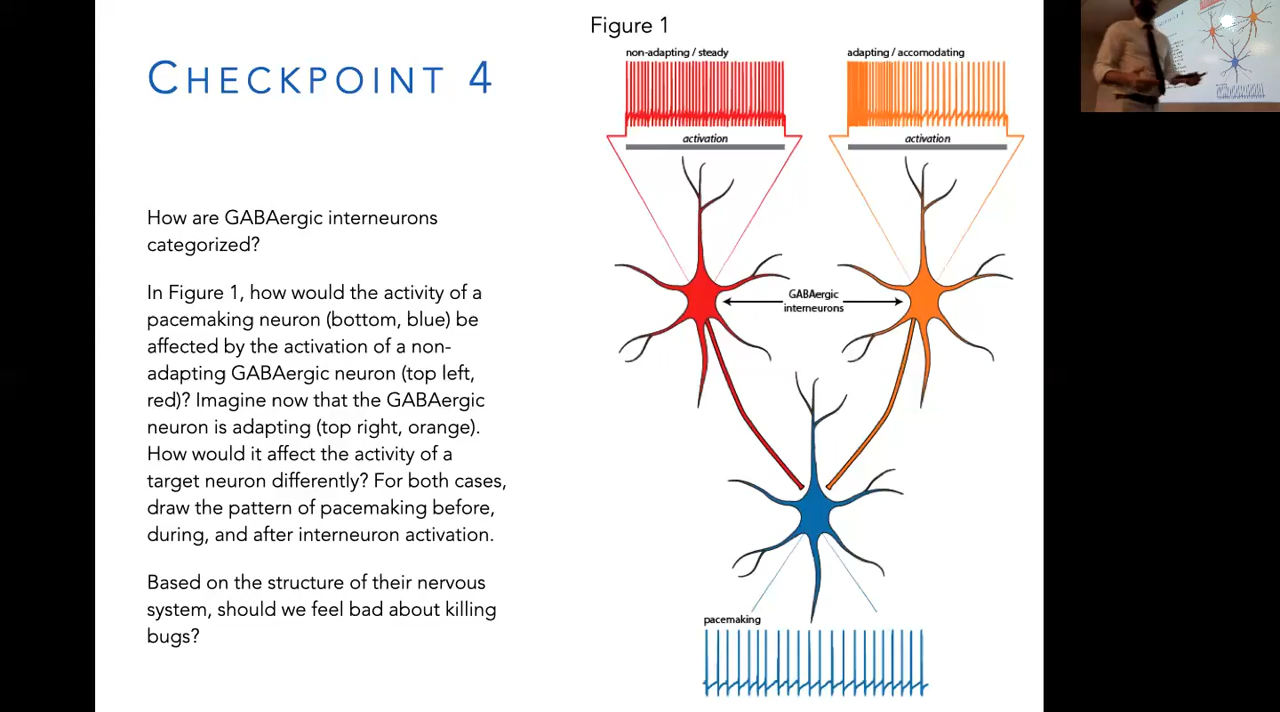 Figure 1
CHECKPOINT 4
How are GABAergic interneurons
categorized?
In Figure 1, how would the activity of a
pacemaking neuron (bottom, blue) be
affected by the activation of a non-
adapting GABAergic neuron (top left,
red)? Imagine now that the GABAergic
neuron is adapting (top right, orange).
How would it affect the activity of a
target neuron differently? For both cases,
draw the pattern of pacemaking before,
during, and after interneuron activation.
Based on the structure of their nervous
system, should we feel bad about killing
bugs?
non-adapting / steady
adapting / accomodating
activation
activation
GABAergic
interneurons
pacemaking